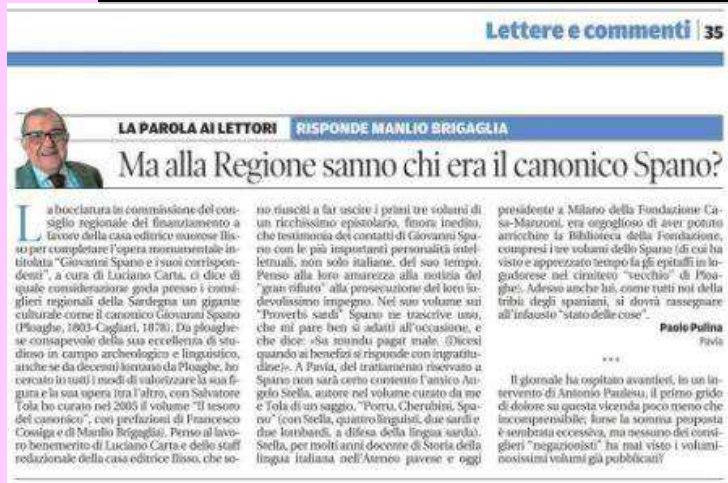 Lettere e commenti | 35
LA PAROLA AI LETTORI RISPONDE MANLIO BRIGAGLIA
Ma alla Regione sanno chi era il canonico Spano?
La bocciatura in commissione del con-
siglio regionale del finanziamento a
favore della casa editrice nuorese Ilis-
so per completare l'opera monumentale in-
titolata "Giovanni Spano e i suoi corrispon-
denti", a cura di Luciano Carta, ci dice di
quale considerazione goda presso i consi-
glieri regionali della Sardegna un gigante
culturale come il canonico Giovanni Spano
(Ploaghe, 1803-Cagliari, 1878). Da ploaghe-
se consapevole della sua eccellenza di stu-
dioso in campo archeologico e linguistico,
anche se da decenni lontano da Ploaghe, ho
cercato in tutti i modi di valorizzare la sua fi-
gura e la sua opera (tra l'altro, con Salvatore
Tola ho curato nel 2005 il volume "Il tesoro
del canonico", con prefazioni di Francesco
Cossiga e di Manlio Brigaglia). Penso al lavo-
ro benemerito di Luciano Carta e dello staff
redazionale della casa editrice Ilisso, che so-
no riusciti a far uscire i primi tre volumi di
un ricchissimo epistolario, finora inedito,
che testimonia dei contatti di Giovanni Spa-
no con le più importanti personalità intel-
lettuali, non solo italiane, del suo tempo.
Penso alla loro amarezza alla notizia del
"gran rifiuto" alla prosecuzione del loro lo-
devolissimo impegno. Nel suo volume sui
"Proverbi sardi" Spano ne trascrive uno,
che mi pare ben si adatti all'occasione, e
che dice: «Su mundu pagat male. (Dicesi
quando ai benefizi si risponde con ingratitu-
dine)». A Pavia, del trattamento riservato a
Spano non sarà certo contento l'amico An-
gelo Stella, autore nel volume curato da me
e Tola di un saggio, "Porru, Cherubini, Spa-
no" (con Stella, quattro linguisti, due sardi e
due lombardi, a difesa della lingua sarda).
Stella, per molti anni docente di Storia della
lingua italiana nell'Ateneo pavese e oggi
presidente a Milano della Fondazione Ca-
sa-Manzoni, era orgoglioso di aver potuto
arricchire la Biblioteca della Fondazione,
compresi i tre volumi dello Spano (di cui ha
visto e apprezzato tempo fa gli epitaffi in lo-
gudorese nel cimitero "vecchio" di Ploa-
ghe). Adesso anche lui, come tutti noi della
tribù degli spaniani, si dovrà rassegnare
all'infausto "stato delle cose".
Paolo Pulina
Pavia
***
Il giornale ha ospitato avantieri, in un in-
tervento di Antonio Paulesu, il primo grido
di dolore su questa vicenda poco meno che
incomprensibile; forse la somma proposta
è sembrata eccessiva, ma nessuno dei consi-
glieri "negazionisti" ha mai visto i volumi-
nosissimi volumi già pubblicati?